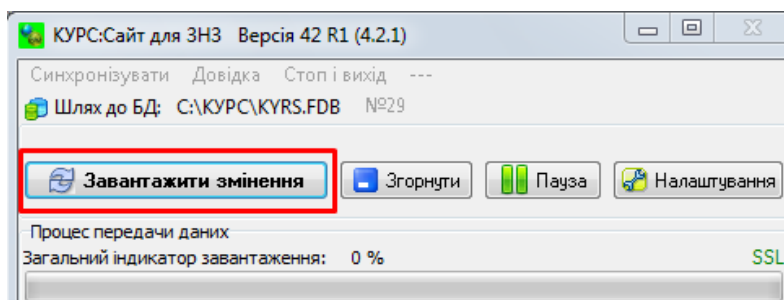 КУРС:Сайт для ЗНЗ Версія 42 R1 (4.2.1)
Синхронізувати Довідка Стоп і вихід ---
Шлях до БД: C:\КУРС\KYRS.FDB №29
Завантажити змінення Згорнути Пауза Налаштування
Процес передачи даних
Загальний індикатор завантаження: 0 % SSL